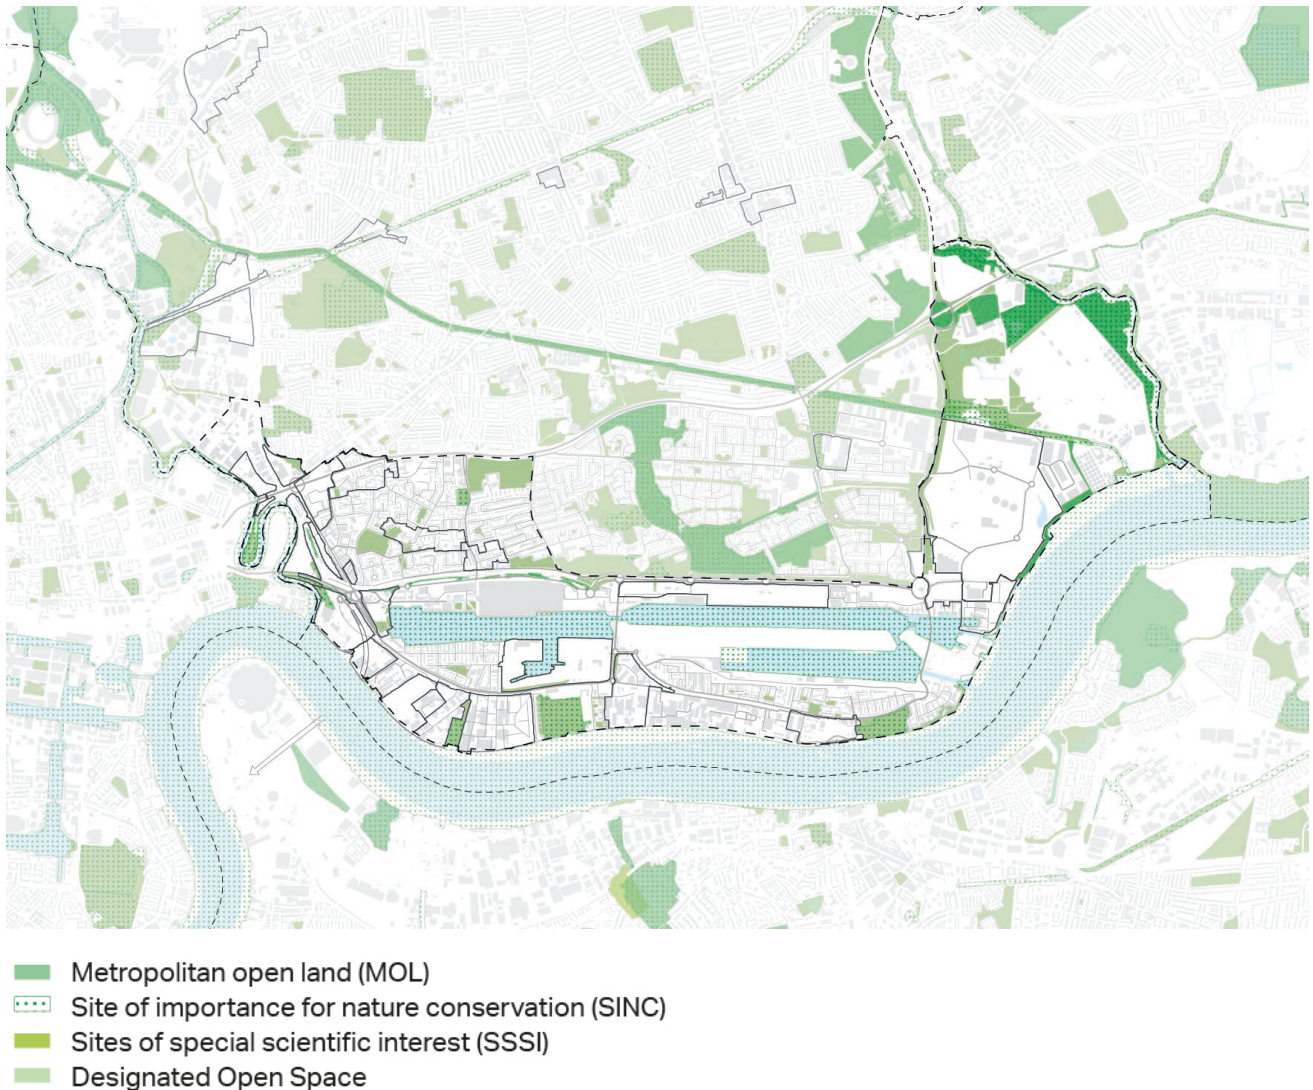 Metropolitan open land (MOL)
Site of importance for nature conservation (SINC)
Sites of special scientific interest (SSSI)
Designated Open Space